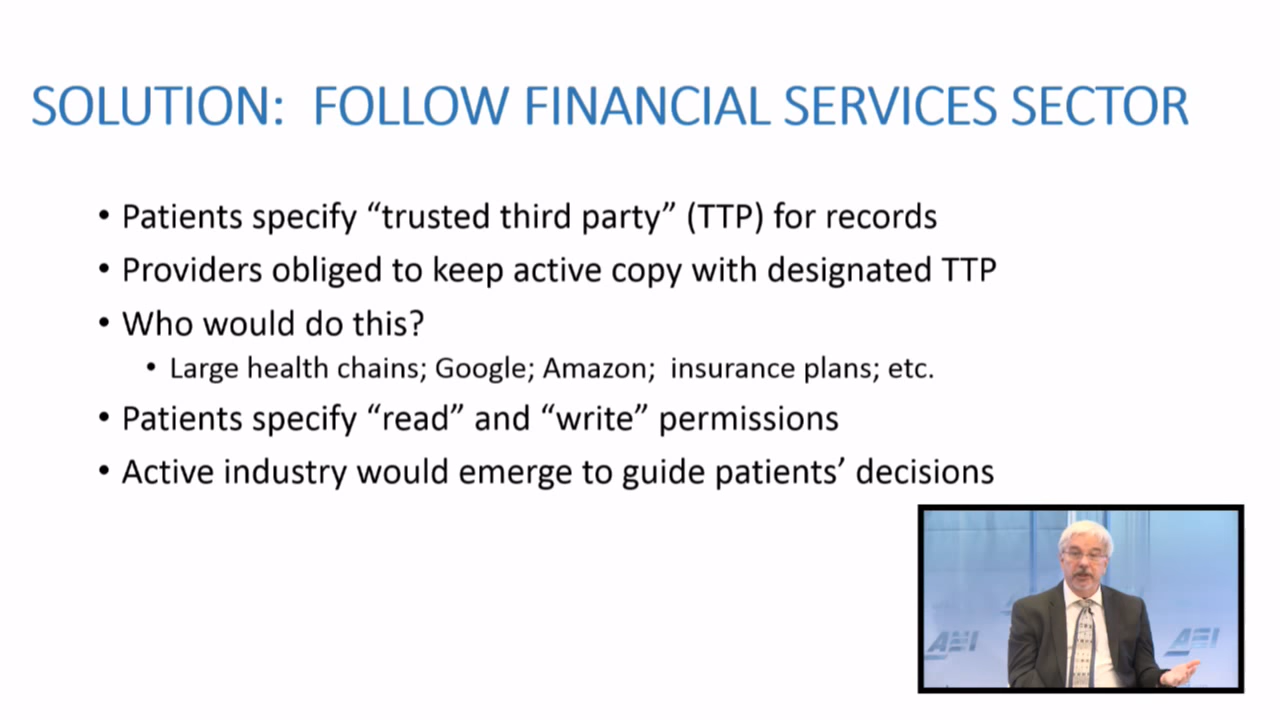 SOLUTION:  FOLLOW FINANCIAL SERVICES SECTOR
• Patients specify “trusted third party” (TTP) for records
• Providers obliged to keep active copy with designated TTP
• Who would do this?
• Large health chains; Google; Amazon;  insurance plans; etc.
• Patients specify “read” and “write” permissions
• Active industry would emerge to guide patients’ decisions
AEI
AEI